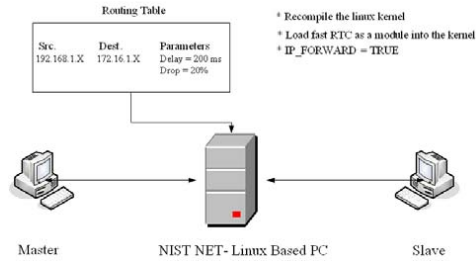 Routing Table
Src. Dest. Parameters
192.168.1.X 172.16.1.X Delay = 200 ms
Drop = 20%
* Recompile the linux kernel
* Load fast RTC as a module into the kernel
* IP_FORWARD = TRUE
Master NIST NET- Linux Based PC Slave